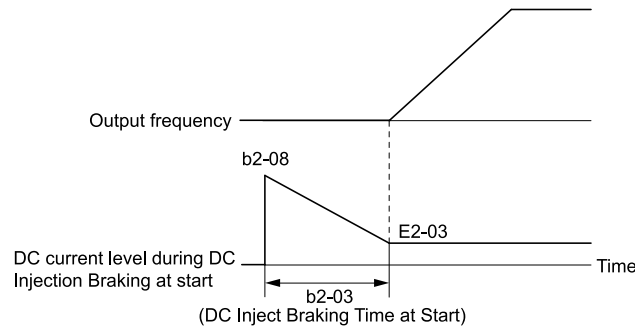 Output frequency
b2-08
E2-03
DC current level during DC
Injection Braking at start
Time
b2-03
(DC Inject Braking Time at Start)